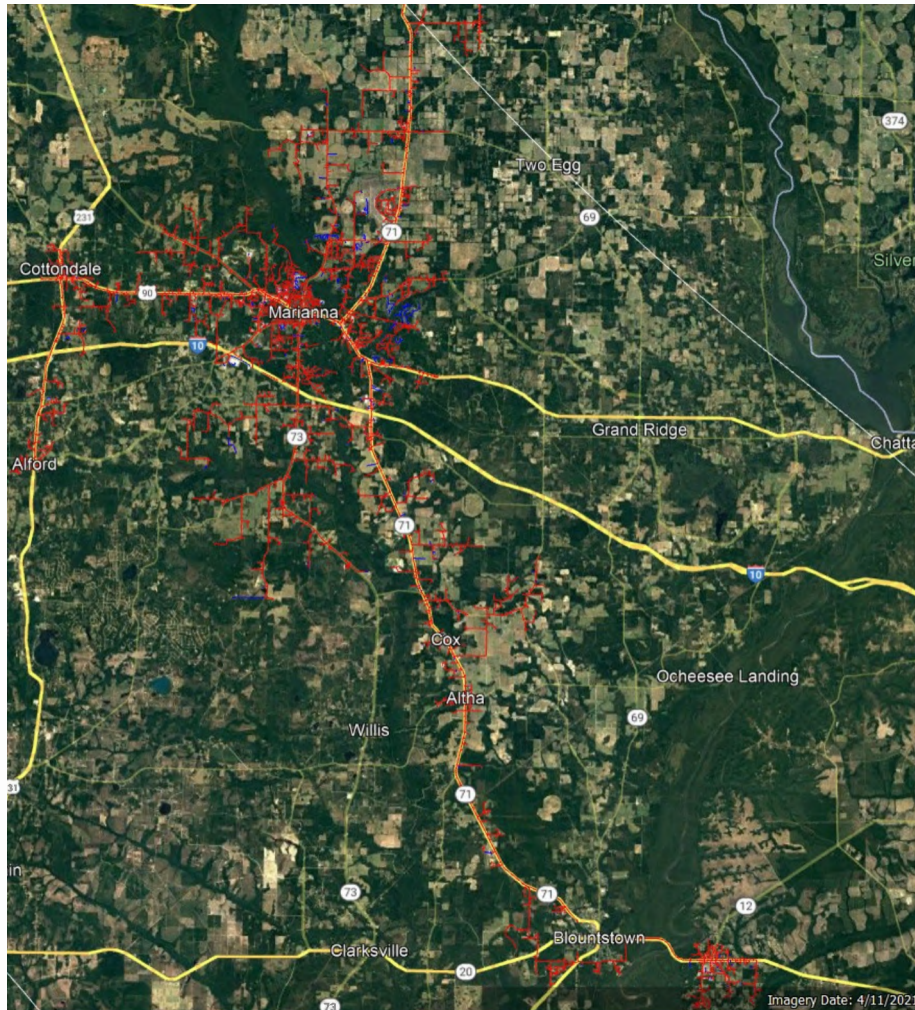 374
Two Egg
69
231
71
Silver
Cottondale
90
Marianna
10
Grand Ridge
73
Chatta
Alford
71
10
Cox
Ocheesee Landing
Altha
69
Willis
31
71
in
73
71
12
Blountstown
Clarksville
20
73
Imagery Date: 4/11/2021